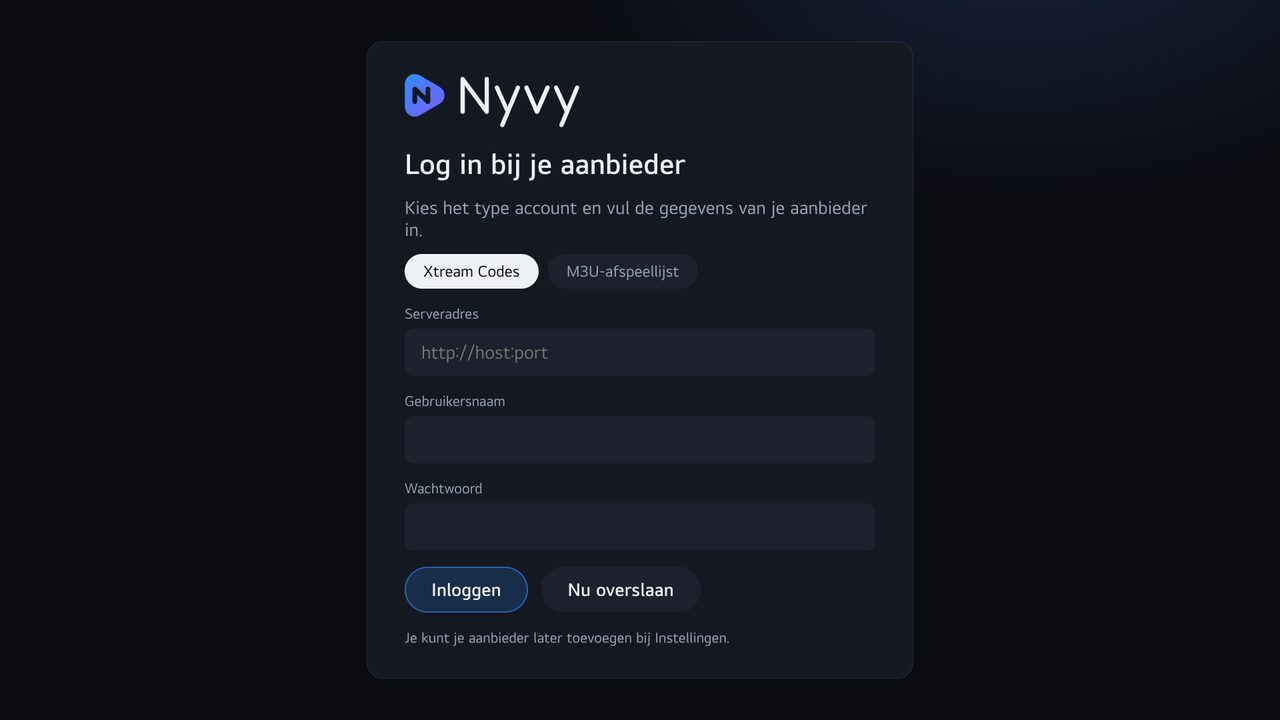 N Nyvy
Log in bij je aanbieder
Kies het type account en vul de gegevens van je aanbieder
in.
Xtream Codes M3U-afspeellijst
Serveradres
http://host:port
Gebruikersnaam
Wachtwoord
Inloggen Nu overslaan
Je kunt je aanbieder later toevoegen bij Instellingen.